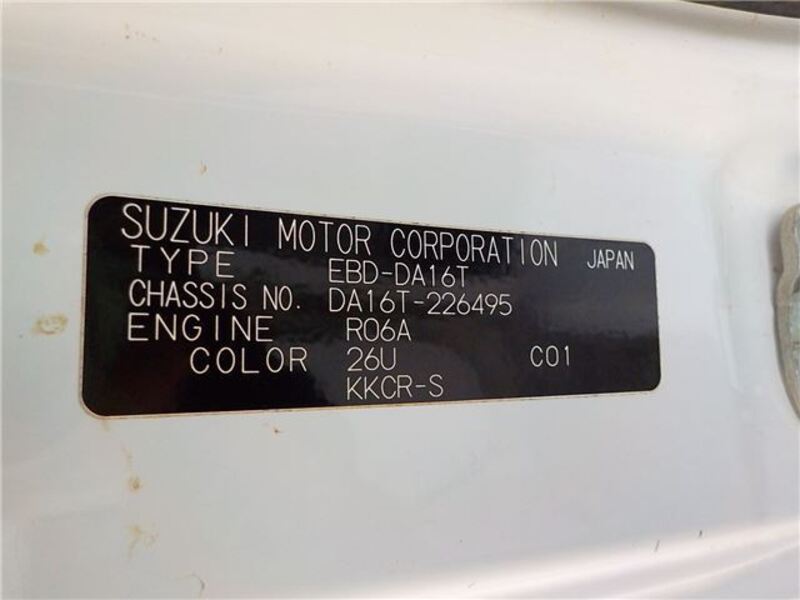 SUZUKI MOTOR CORPORATION JAPAN
TYPE EBD-DA16T
CHASSIS NO. DA16T-226495
ENGINE R06A
COLOR 26U C01
KKCR-S